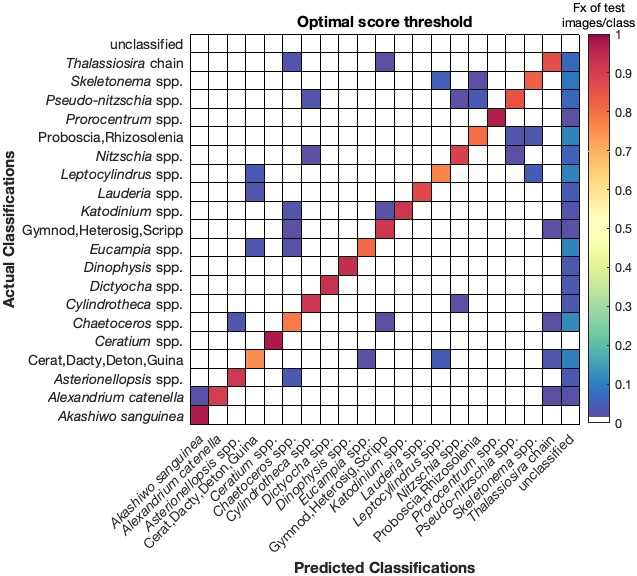 Optimal score threshold
Fx of test
images/class
unclassified
Thalassiosira chain
Skeletonema spp.
Pseudo-nitzschia spp.
Prorocentrum spp.
Proboscia,Rhizosolenia
Nitzschia spp.
Leptocylindrus spp.
Lauderia spp.
Katodinium spp.
Gymnod,Heterosig,Scripp
Eucampia spp.
Dinophysis spp.
Dictyocha spp.
Cylindrotheca spp.
Chaetoceros spp.
Ceratium spp.
Cerat,Dacty,Deton,Guina
Asterionellopsis spp.
Alexandrium catenella
Akashiwo sanguinea
Actual Classifications
1
0.9
0.8
0.7
0.6
0.5
0.4
0.3
0.2
0.1
0
Akashiwo sanguinea
Alexandrium catenella
Asterionellopsis spp.
Cerat,Dacty,Deton,Guina
Ceratium spp.
Chaetoceros spp.
Cylindrotheca spp.
Dictyocha spp.
Dinophysis spp.
Eucampia spp.
Gymnod,Heterosig,Scripp
Katodinium spp.
Lauderia spp.
Leptocylindrus spp.
Nitzschia spp.
Proboscia,Rhizosolenia
Prorocentrum spp.
Pseudo-nitzschia spp.
Skeletonema spp.
Thalassiosira chain
unclassified
Predicted Classifications